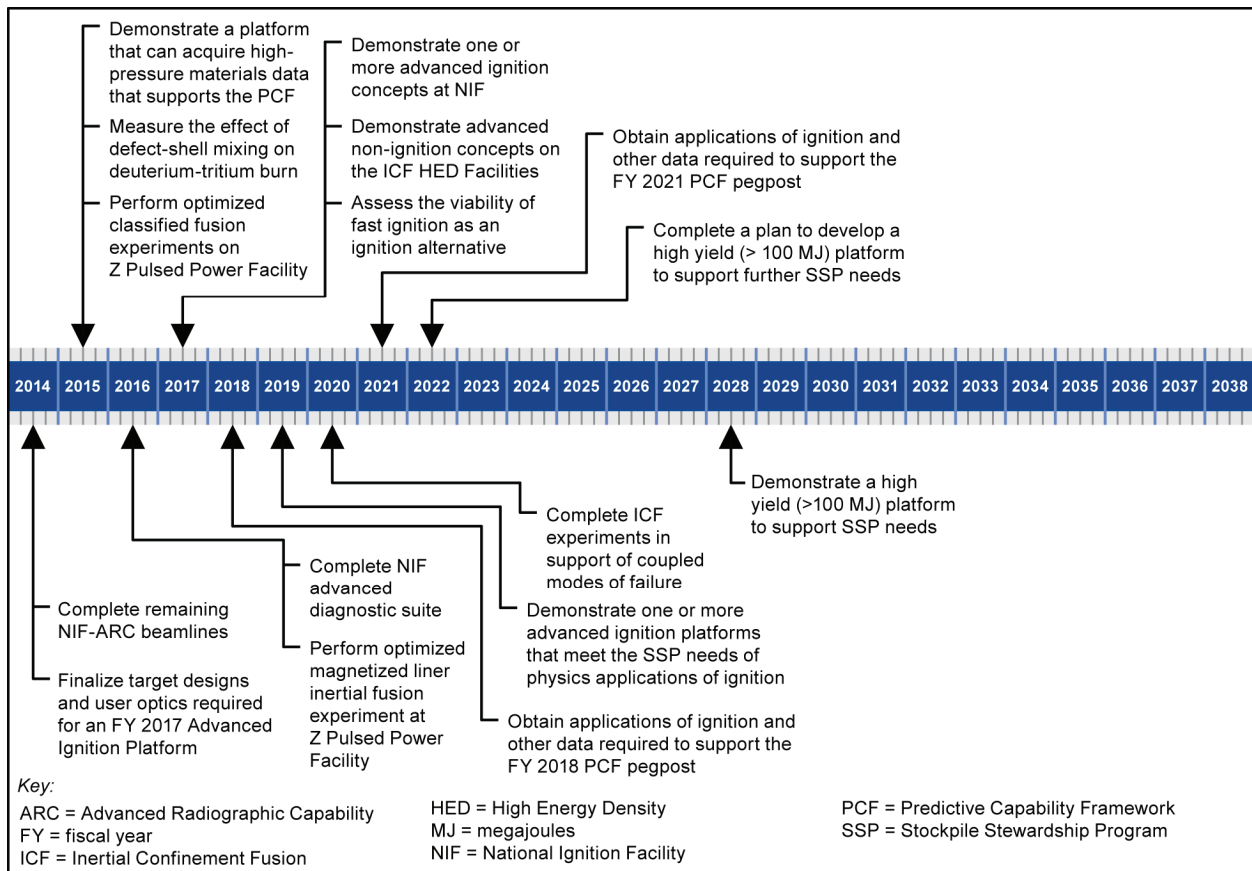 Demonstrate a platform
that can acquire high-
pressure materials data
that supports the PCF
Measure the effect of
defect-shell mixing on
deuterium-tritium burn
Perform optimized
classified fusion
experiments on
Z Pulsed Power Facility
Demonstrate one or
more advanced ignition
concepts at NIF
Demonstrate advanced
non-ignition concepts on
the ICF HED Facilities
Assess the viability of
fast ignition as an
ignition alternative
Obtain applications of ignition and
other data required to support the
FY 2021 PCF pegpost
Complete a plan to develop a
high yield (> 100 MJ) platform
to support further SSP needs
2014 2015 2016 2017 2018 2019 2020 2021 2022 2023 2024 2025 2026 2027 2028 2029 2030 2031 2032 2033 2034 2035 2036 2037 2038
Complete remaining
NIF-ARC beamlines
Finalize target designs
and user optics required
for an FY 2017 Advanced
Ignition Platform
Complete NIF
advanced
diagnostic suite
Perform optimized
magnetized liner
inertial fusion
experiment at
Z Pulsed Power
Facility
Complete ICF
experiments in
support of coupled
modes of failure
Demonstrate one or more
advanced ignition platforms
that meet the SSP needs of
physics applications of ignition
Obtain applications of ignition and
other data required to support the
FY 2018 PCF pegpost
Demonstrate a high
yield (>100 MJ) platform
to support SSP needs
Key:
ARC = Advanced Radiographic Capability
FY = fiscal year
ICF = Inertial Confinement Fusion
HED = High Energy Density
MJ = megajoules
NIF = National Ignition Facility
PCF = Predictive Capability Framework
SSP = Stockpile Stewardship Program